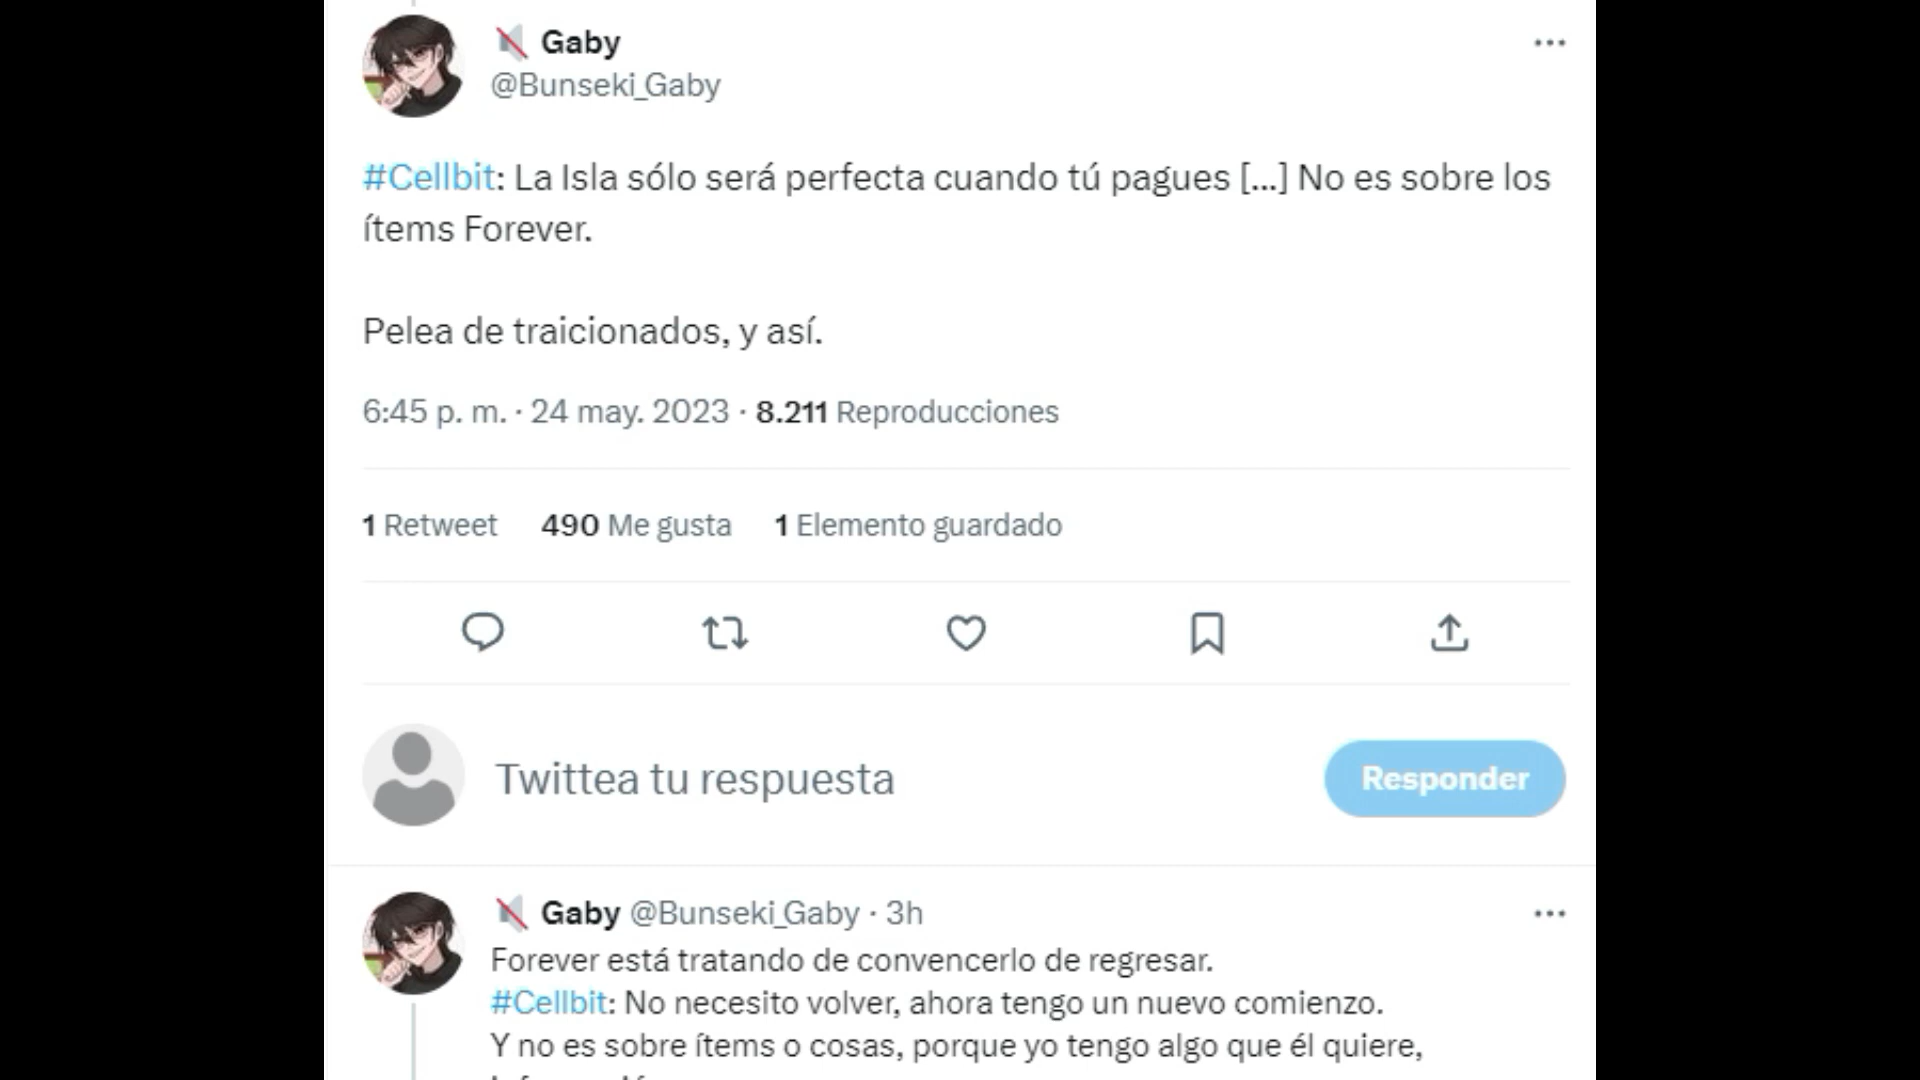 Gaby
@Bunseki_Gaby
#Cellbit: La Isla sólo será perfecta cuando tú pagues [...] No es sobre los
ítems Forever.
Pelea de traicionados, y así.
6:45 p. m. · 24 may. 2023 · 8.211 Reproducciones
1 Retweet 490 Me gusta 1 Elemento guardado
Twittea tu respuesta
Responder
Gaby @Bunseki_Gaby · 3h
Forever está tratando de convencerlo de regresar.
#Cellbit: No necesito volver, ahora tengo un nuevo comienzo.
Y no es sobre ítems o cosas, porque yo tengo algo que él quiere,